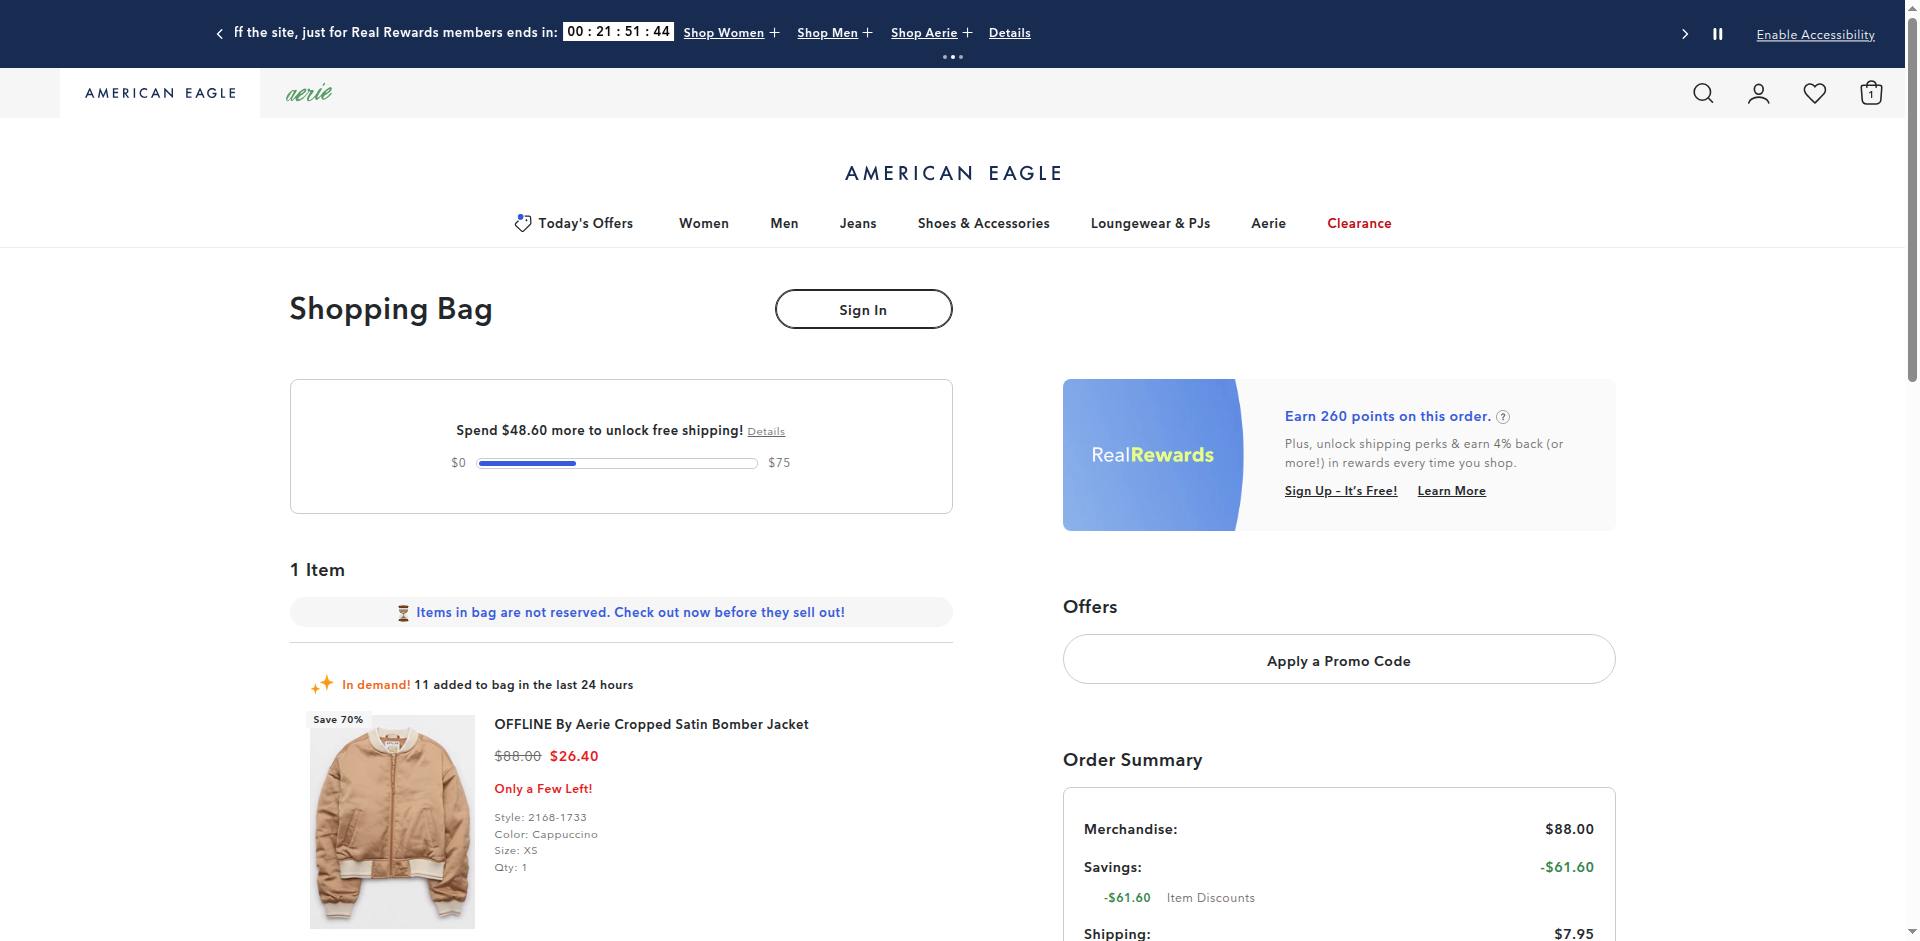 ff the site, just for Real Rewards members ends in: 00 : 21 : 51 : 44 Shop Women Shop Men Shop Aerie Details
Enable Accessibility
AMERICAN EAGLE
aerie
1
AMERICAN EAGLE
Today's Offers Women Men Jeans Shoes & Accessories Loungewear & PJs Aerie Clearance
Shopping Bag
Sign In
Spend $48.60 more to unlock free shipping! Details
$0 $75
1 Item
Items in bag are not reserved. Check out now before they sell out!
In demand! 11 added to bag in the last 24 hours
Save 70%
OFFLINE By Aerie Cropped Satin Bomber Jacket
$88.00 $26.40
Only a Few Left!
Style: 2168-1733
Color: Cappuccino
Size: XS
Qty: 1
RealRewards
Earn 260 points on this order. ?
Plus, unlock shipping perks & earn 4% back (or
more!) in rewards every time you shop.
Sign Up – It's Free! Learn More
Offers
Apply a Promo Code
Order Summary
Merchandise: $88.00
Savings: -$61.60
-$61.60 Item Discounts
Shipping: $7.95